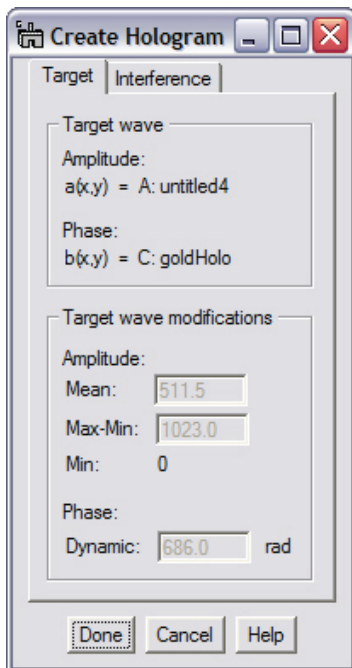 Create Hologram
Target Interference
Target wave
Amplitude:
a(x,y) = A: untitled4
Phase:
b(x,y) = C: goldHolo
Target wave modifications
Amplitude:
Mean: 511.5
Max-Min: 1023.0
Min: 0
Phase:
Dynamic: 686.0 rad
Done Cancel Help